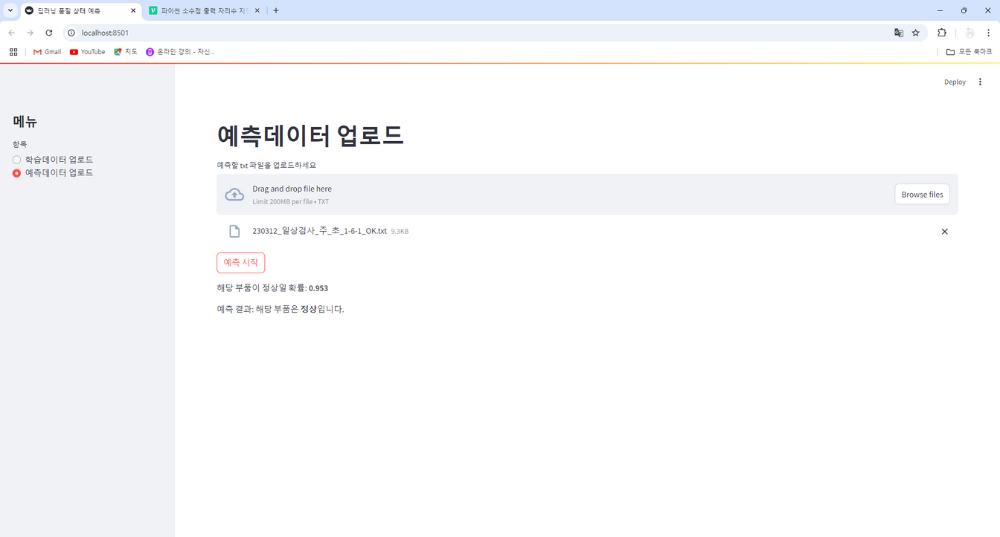 딥러닝 품질 상태 예측
파이썬 소수점 출력 자리수 지
localhost:8501
Gmail
YouTube
지도
온라인 강의 - 자신...
모든 북마크
Deploy
메뉴
항목
학습데이터 업로드
예측데이터 업로드
예측데이터 업로드
예측할 txt 파일을 업로드하세요
Drag and drop file here
Limit 200MB per file • TXT
Browse files
230312_일상검사_주_초_1-6-1_OK.txt 9.3KB
예측 시작
해당 부품이 정상일 확률: 0.953
예측 결과: 해당 부품은 정상입니다.